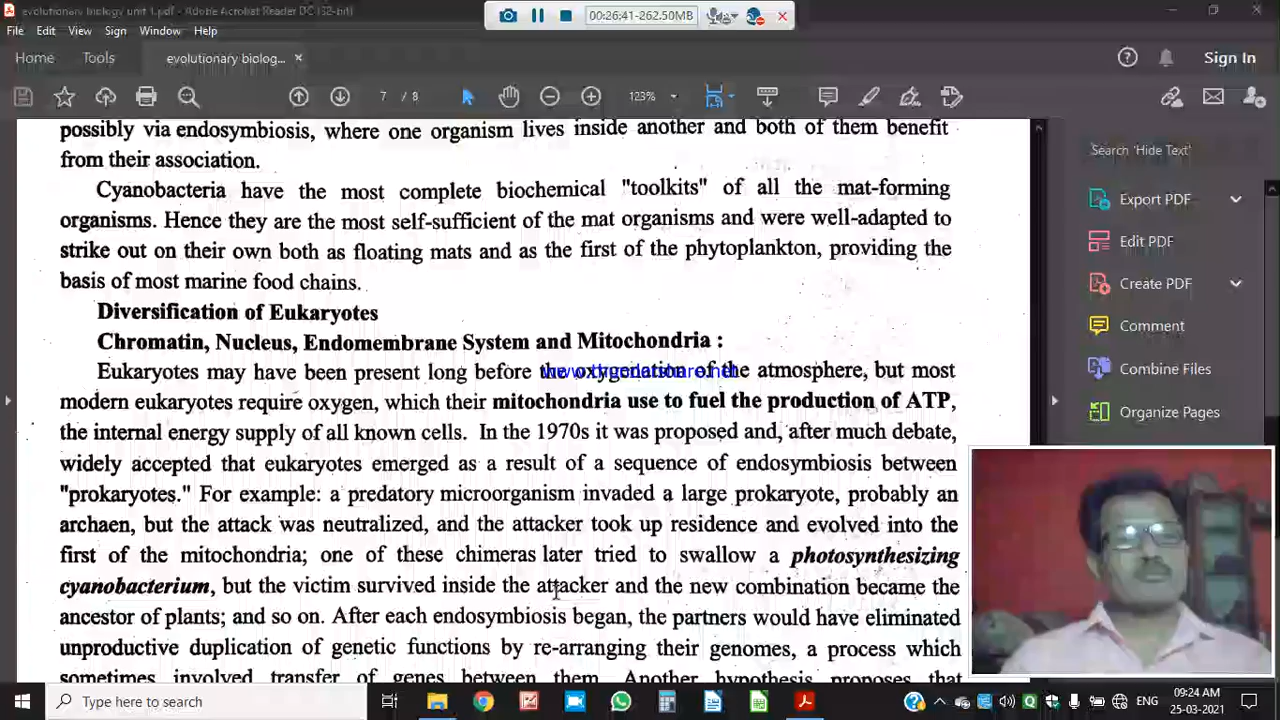 evolutionary biology unit 1.pdf - Adobe Acrobat Reader DC (32-bit)
00:26:41-262.50MB
File Edit View Sign Window Help
Home Tools evolutionary biolog... × Sign In
7 / 8 123%
possibly via endosymbiosis, where one organism lives inside another and both of them benefit
from their association.
Cyanobacteria have the most complete biochemical "toolkits" of all the mat-forming
organisms. Hence they are the most self-sufficient of the mat organisms and were well-adapted to
strike out on their own both as floating mats and as the first of the phytoplankton, providing the
basis of most marine food chains.
Diversification of Eukaryotes
Chromatin, Nucleus, Endomembrane System and Mitochondria :
Eukaryotes may have been present long before the oxygenation of the atmosphere, but most
modern eukaryotes require oxygen, which their mitochondria use to fuel the production of ATP,
the internal energy supply of all known cells. In the 1970s it was proposed and, after much debate,
widely accepted that eukaryotes emerged as a result of a sequence of endosymbiosis between
"prokaryotes." For example: a predatory microorganism invaded a large prokaryote, probably an
archaen, but the attack was neutralized, and the attacker took up residence and evolved into the
first of the mitochondria; one of these chimeras later tried to swallow a photosynthesizing
cyanobacterium, but the victim survived inside the attacker and the new combination became the
ancestor of plants; and so on. After each endosymbiosis began, the partners would have eliminated
unproductive duplication of genetic functions by re-arranging their genomes, a process which
sometimes involved transfer of genes between them. Another hypothesis proposes that
Search 'Hide Text'
Export PDF
Edit PDF
Create PDF
Comment
Combine Files
Organize Pages
Type here to search
ENG
09:24 AM
25-03-2021